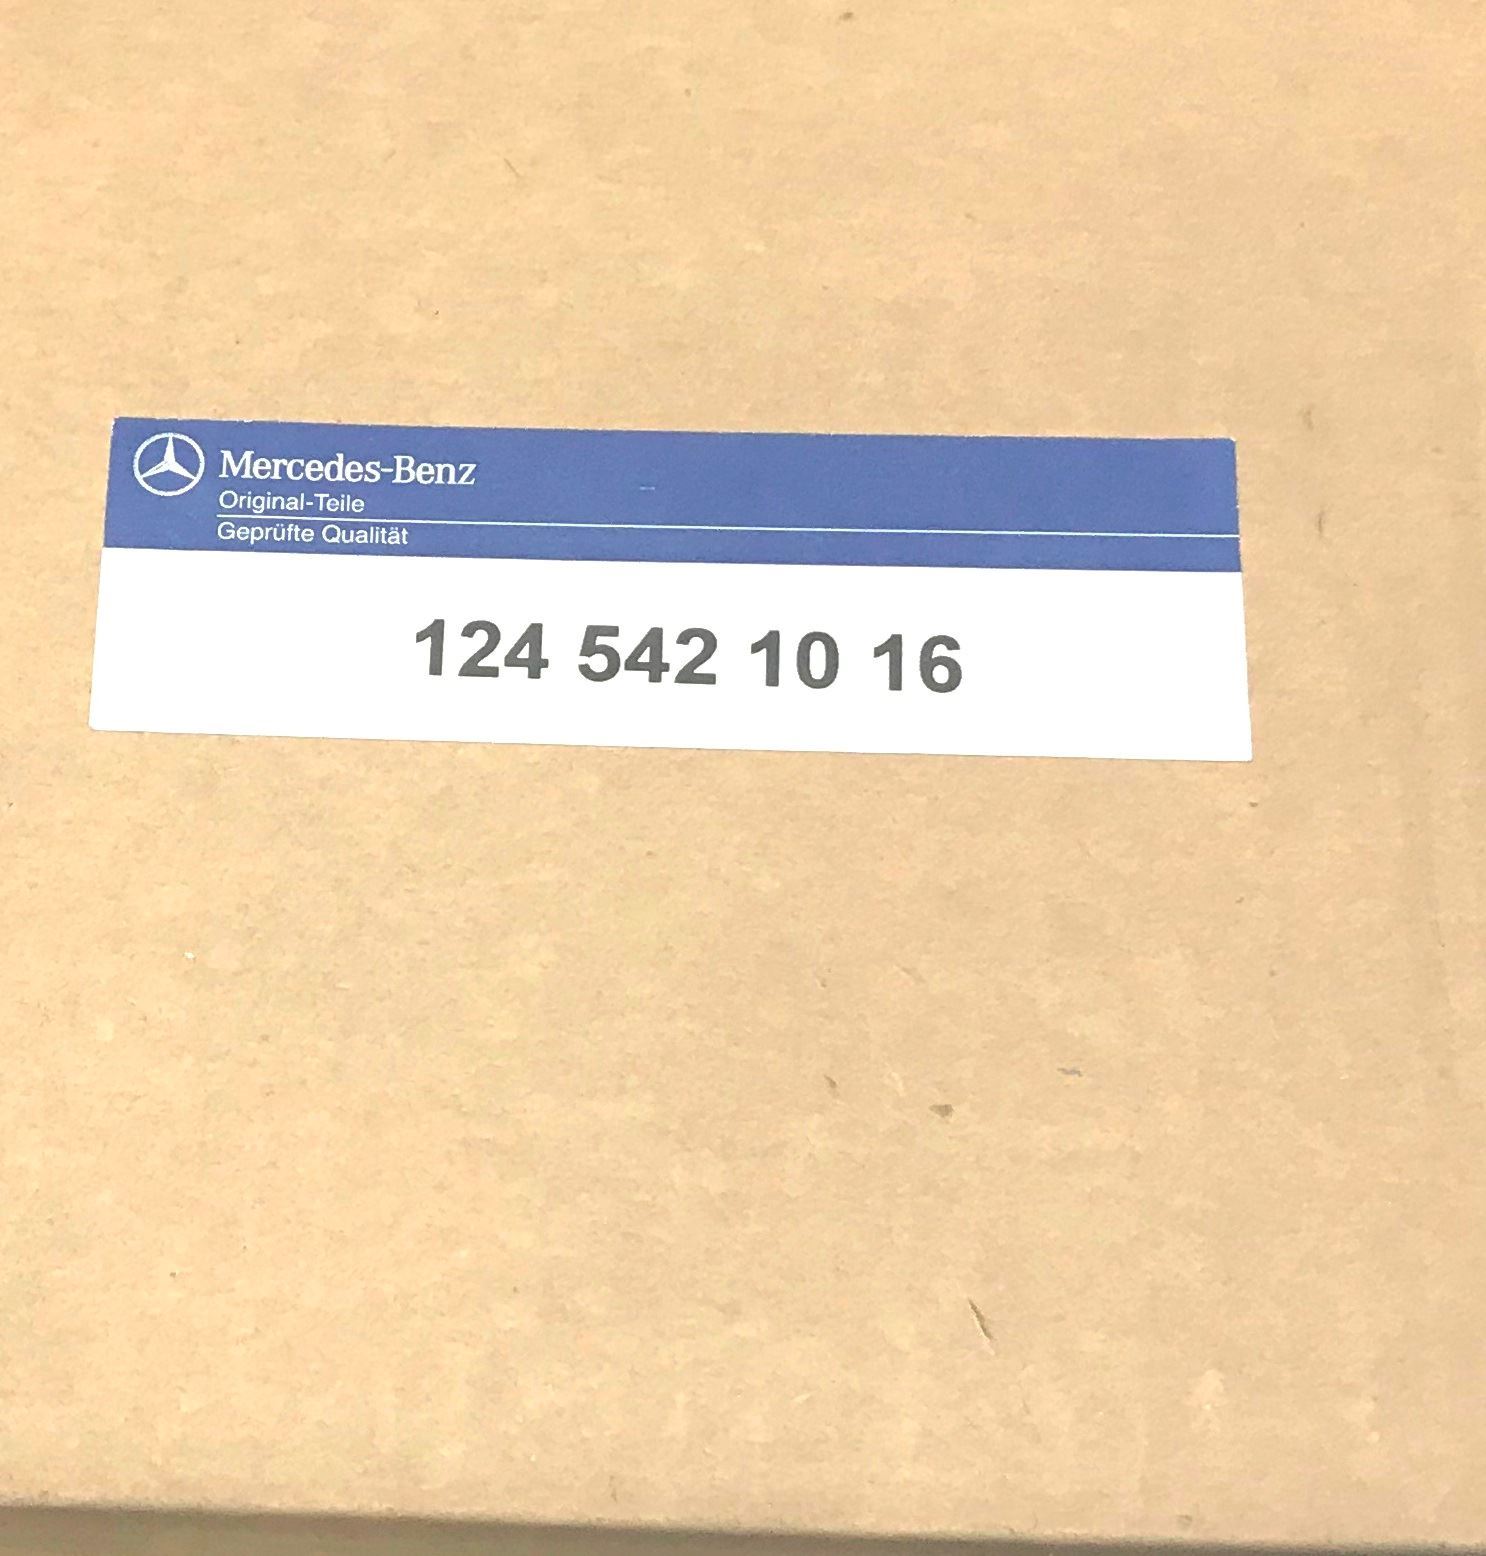 Mercedes-Benz
Original-Teile
Geprüfte Qualität
124 542 10 16